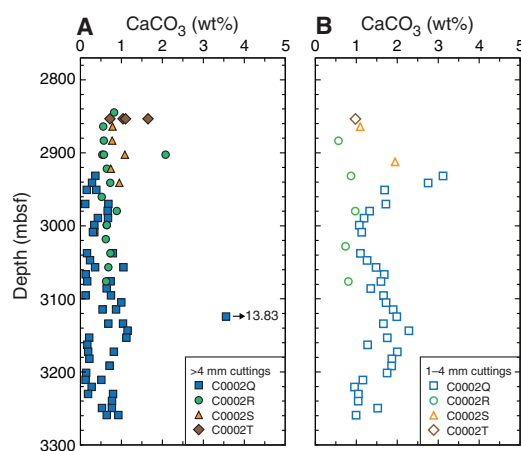 A
CaCO3 (wt%)
0 1 2 3 4 5
B
CaCO3 (wt%)
0 1 2 3 4 5
Depth (mbsf)
2800
2900
3000
3100
3200
3300
13.83
>4 mm cuttings
C0002Q
C0002R
C0002S
C0002T
1–4 mm cuttings
C0002Q
C0002R
C0002S
C0002T